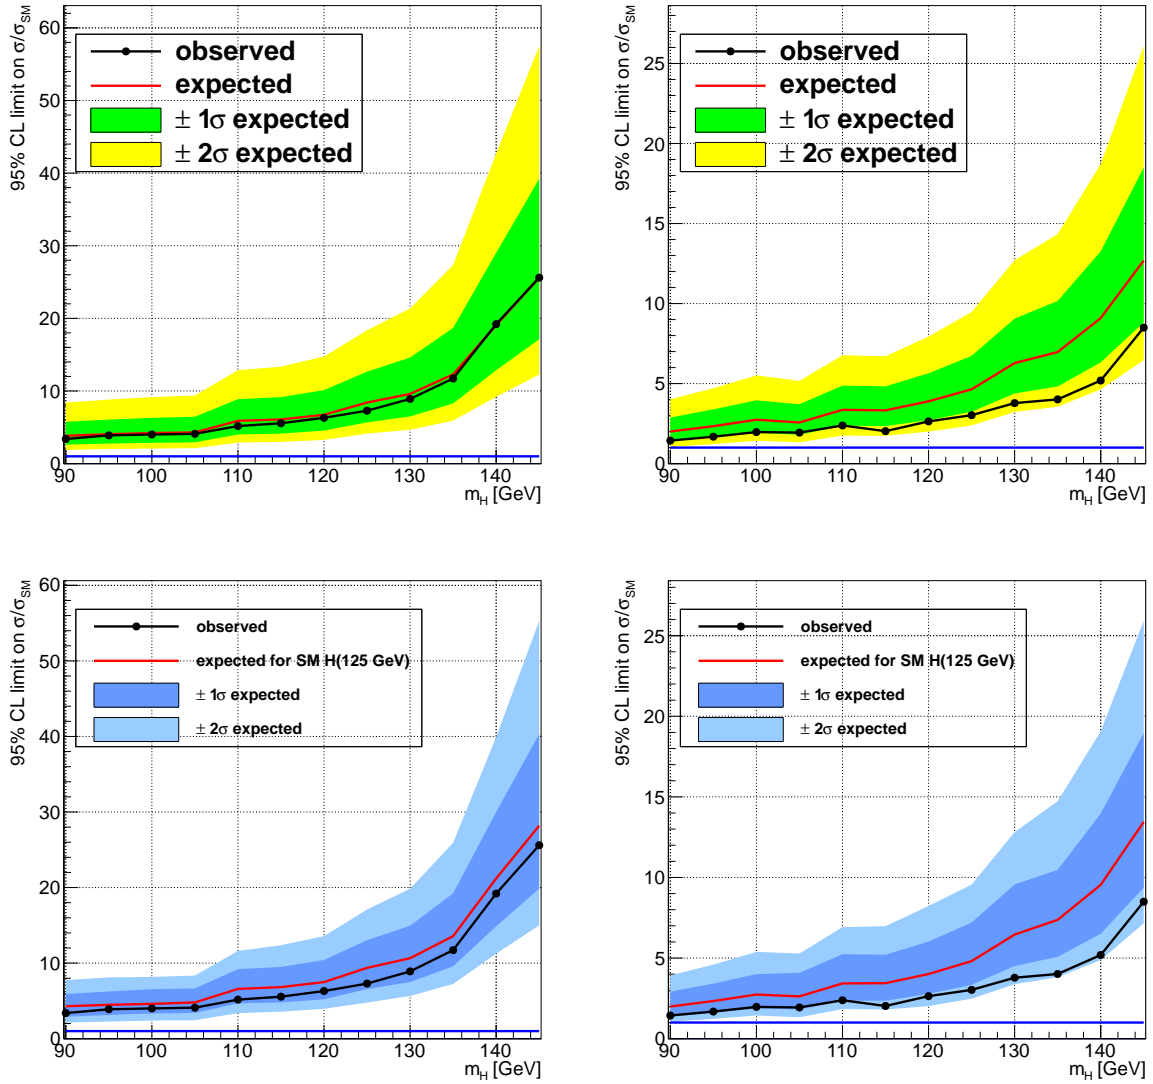 95% CL limit on σ/σSM
60
50
40
30
20
10
0
observed
expected
± 1σ expected
± 2σ expected
90 100 110 120 130 140
mH [GeV]
95% CL limit on σ/σSM
25
20
15
10
5
0
observed
expected
± 1σ expected
± 2σ expected
90 100 110 120 130 140
mH [GeV]
95% CL limit on σ/σSM
60
50
40
30
20
10
0
observed
expected for SM H(125 GeV)
± 1σ expected
± 2σ expected
90 100 110 120 130 140
mH [GeV]
95% CL limit on σ/σSM
25
20
15
10
5
0
observed
expected for SM H(125 GeV)
± 1σ expected
± 2σ expected
90 100 110 120 130 140
mH [GeV]